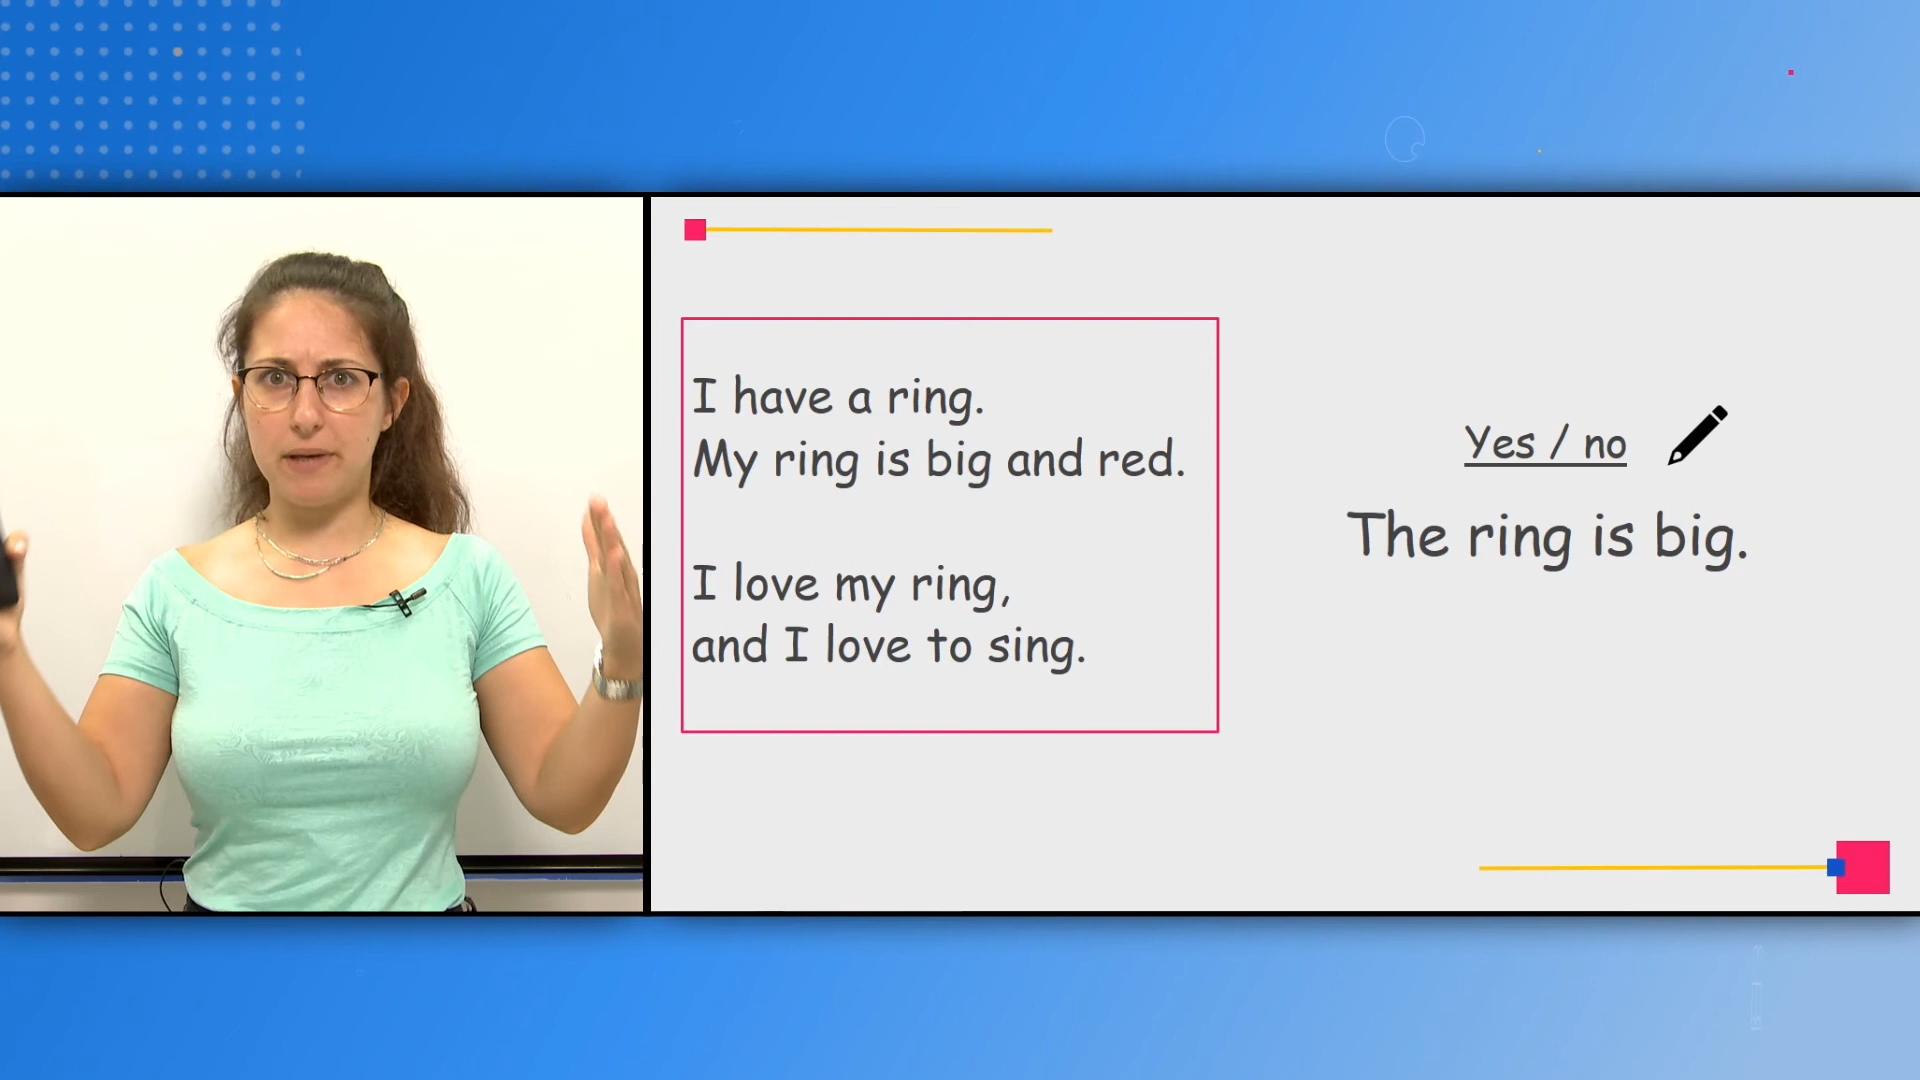 I have a ring.
My ring is big and red.
I love my ring,
and I love to sing.
Yes / no
The ring is big.